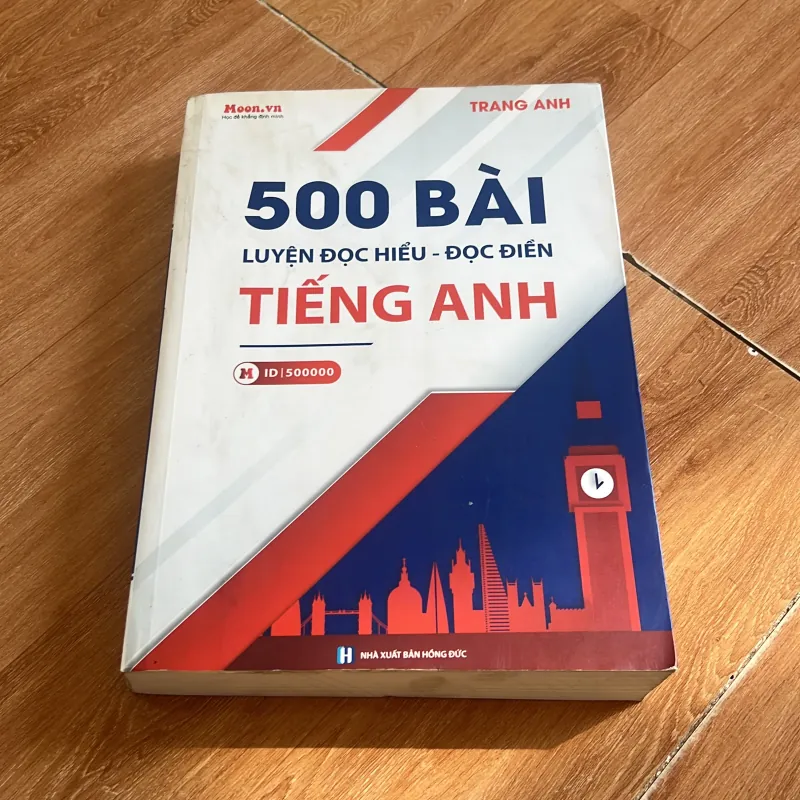 Moon.vn
Học để khẳng định mình
TRANG ANH
500 BÀI
LUYỆN ĐỌC HIỂU - ĐỌC ĐIỀN
TIẾNG ANH
M ID|500000
H NHÀ XUẤT BẢN HỒNG ĐỨC